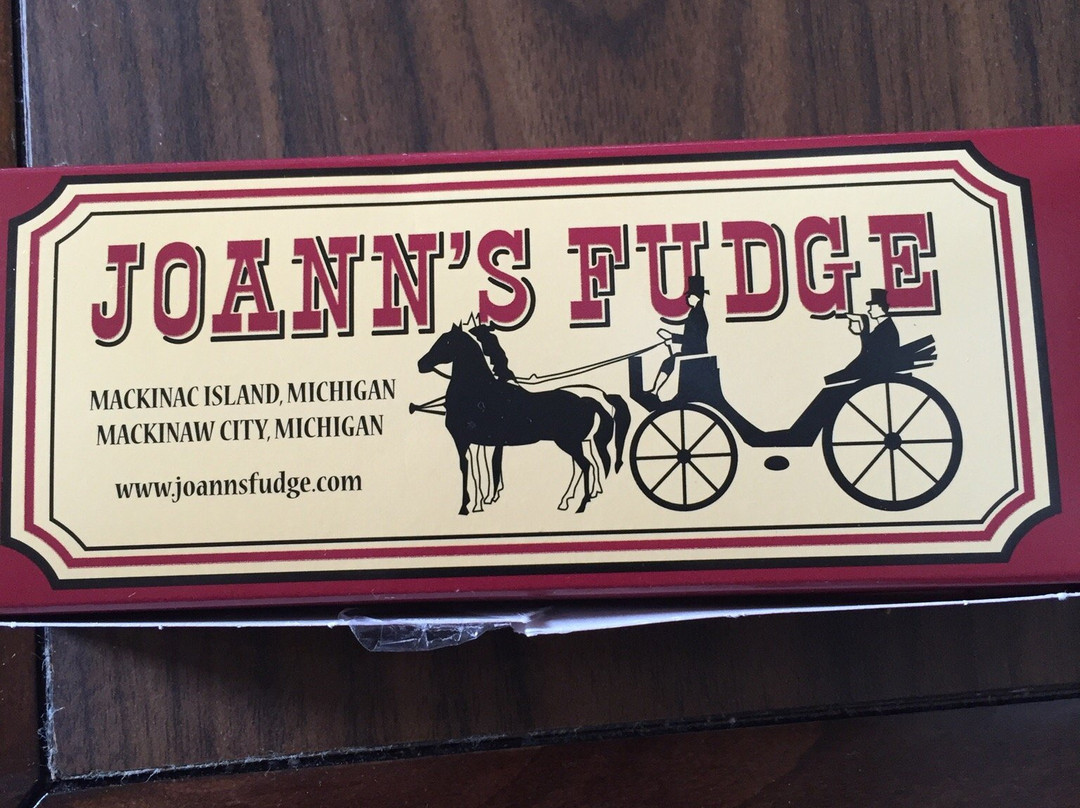 JOANN'S FUDGE
MACKINAC ISLAND, MICHIGAN
MACKINAW CITY, MICHIGAN
www.joannsfudge.com